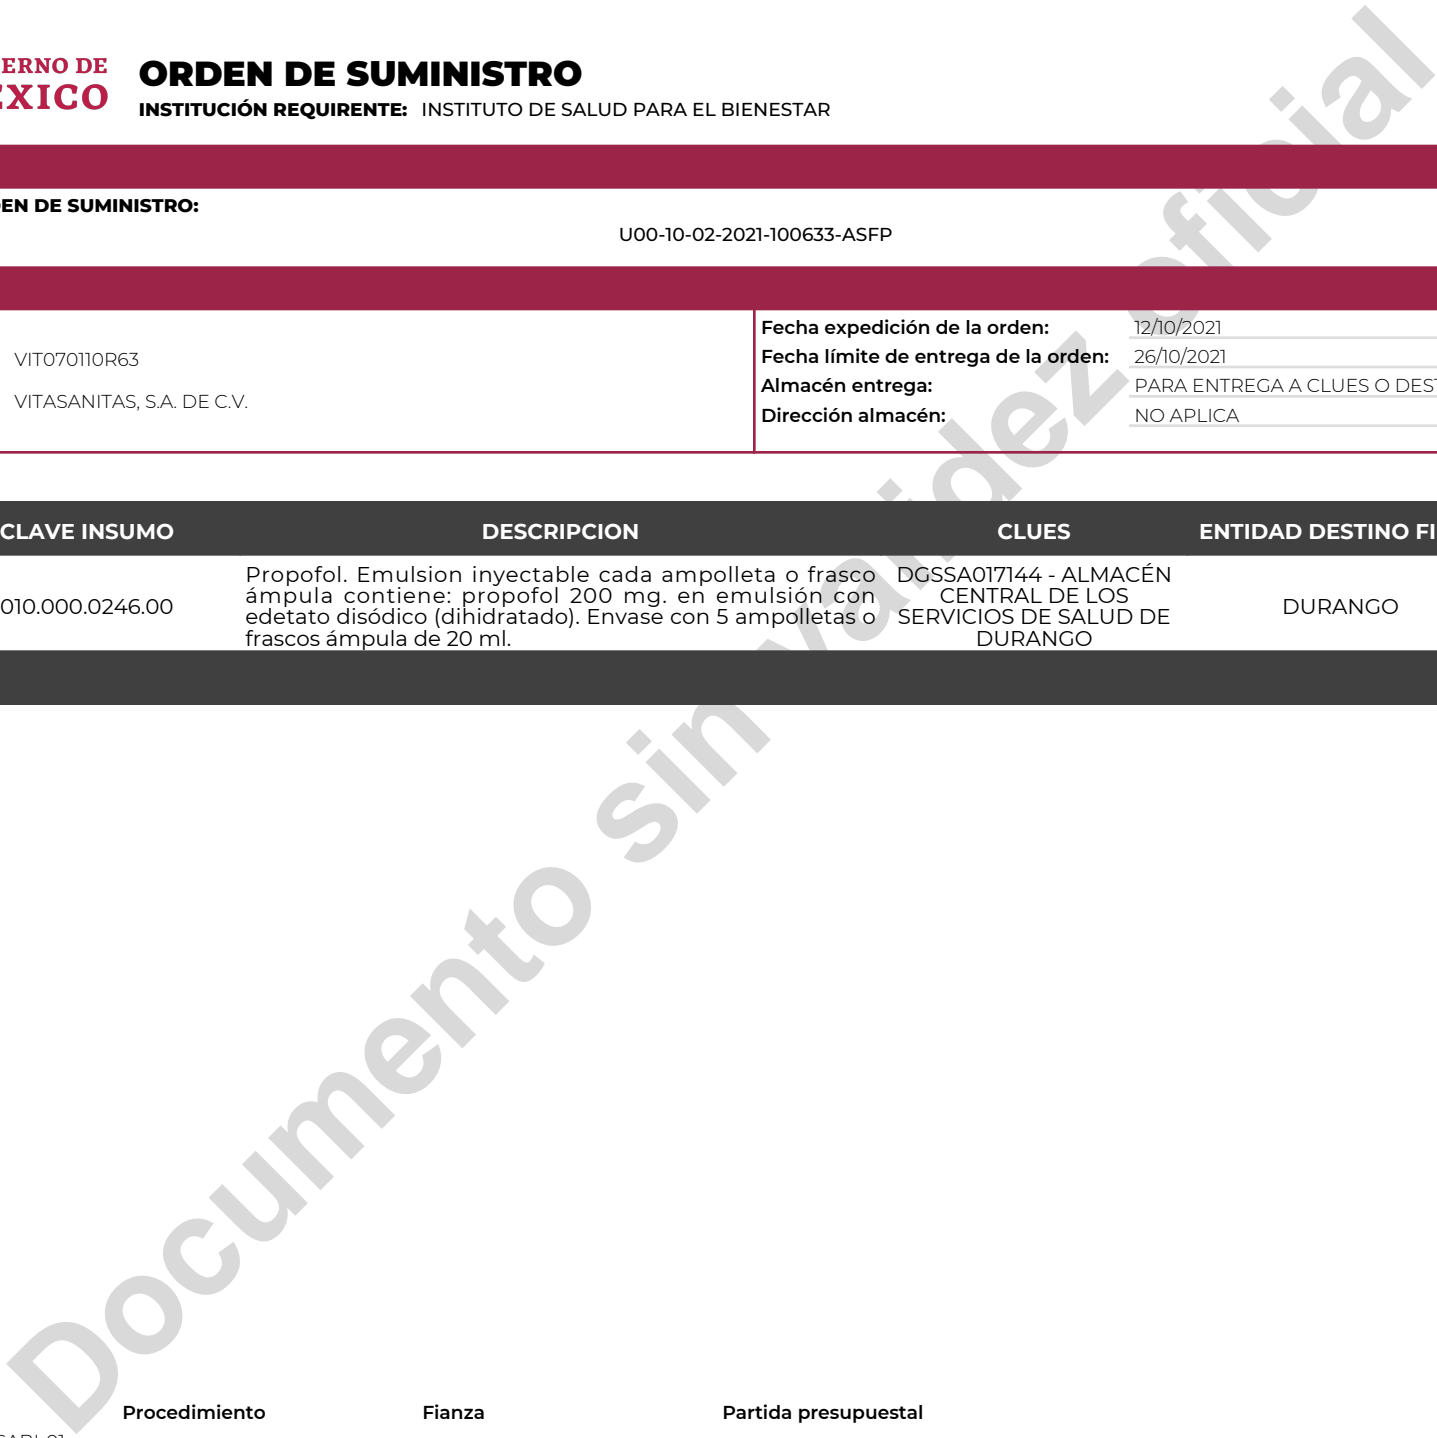 ERNO DE
EXICO
ORDEN DE SUMINISTRO
INSTITUCIÓN REQUIRENTE: INSTITUTO DE SALUD PARA EL BIENESTAR
EN DE SUMINISTRO:
U00-10-02-2021-100633-ASFP
VIT070110R63
VITASANITAS, S.A. DE C.V.
Fecha expedición de la orden: 12/10/2021
Fecha límite de entrega de la orden: 26/10/2021
Almacén entrega: PARA ENTREGA A CLUES O DEST
Dirección almacén: NO APLICA
CLAVE INSUMO DESCRIPCION CLUES ENTIDAD DESTINO FI
010.000.0246.00
Propofol. Emulsion inyectable cada ampolleta o frasco
ámpula contiene: propofol 200 mg. en emulsión con
edetato disódico (dihidratado). Envase con 5 ampolletas o
frascos ámpula de 20 ml.
DGSSA017144 - ALMACÉN
CENTRAL DE LOS
SERVICIOS DE SALUD DE
DURANGO
DURANGO
Documento sin validez oficial
Procedimiento Fianza Partida presupuestal